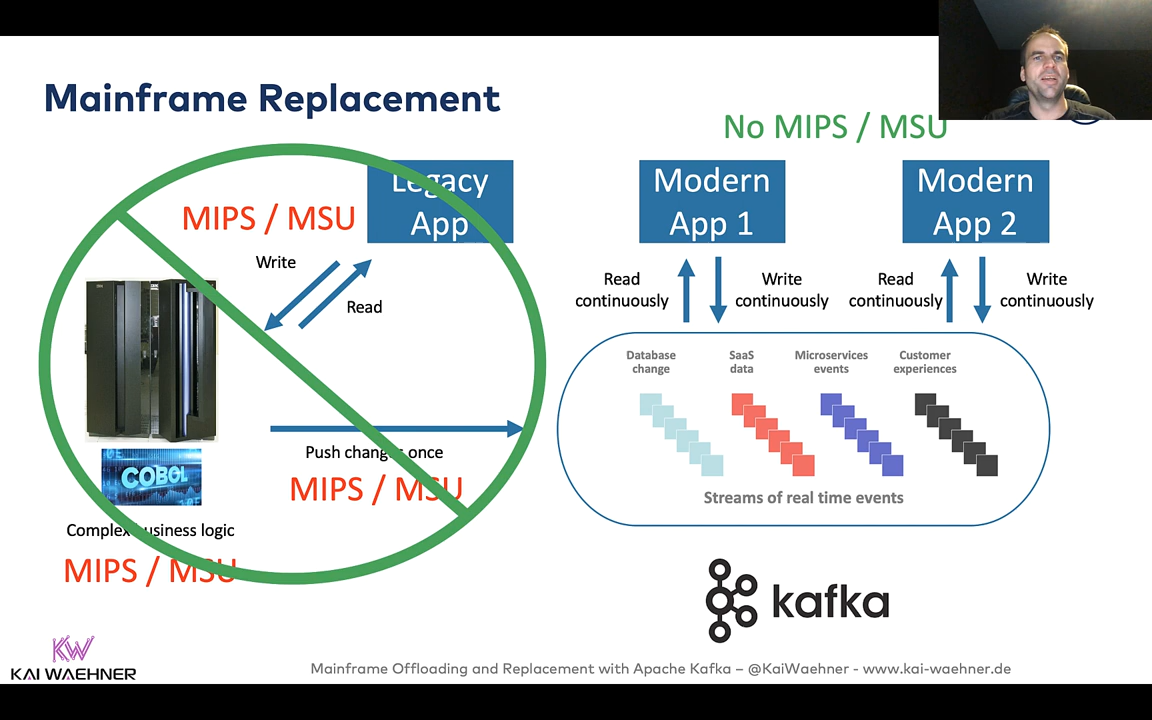 Mainframe Replacement
No MIPS / MSU
Legacy
App
Modern
App 1
Modern
App 2
MIPS / MSU
Write
Read
Read
continuously
Write
continuously
Read
continuously
Write
continuously
Database
change
SaaS
data
Microservices
events
Customer
experiences
Push changes once
MIPS / MSU
COBOL
Streams of real time events
Complex business logic
MIPS / MSU
kafka
KW
KAI WAEHNER
Mainframe Offloading and Replacement with Apache Kafka – @KaiWaehner - www.kai-waehner.de